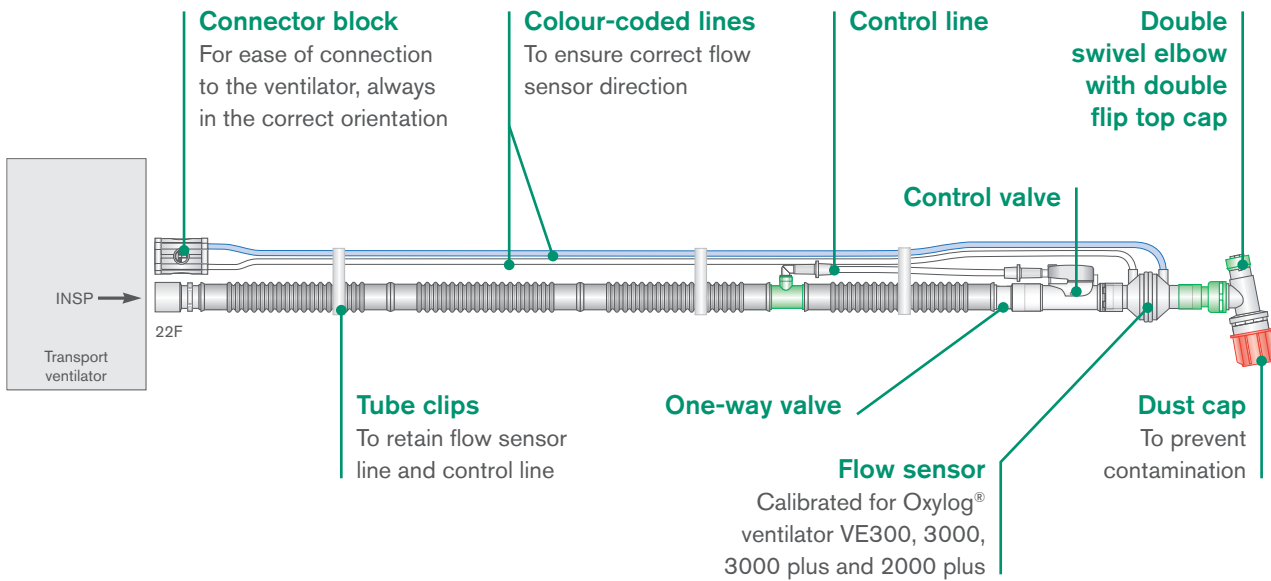 Connector block
For ease of connection
to the ventilator, always
in the correct orientation
Colour-coded lines
To ensure correct flow
sensor direction
Control line
Double
swivel elbow
with double
flip top cap
Control valve
INSP
22F
Transport
ventilator
Tube clips
To retain flow sensor
line and control line
One-way valve
Flow sensor
Calibrated for Oxylog®
ventilator VE300, 3000,
3000 plus and 2000 plus
Dust cap
To prevent
contamination